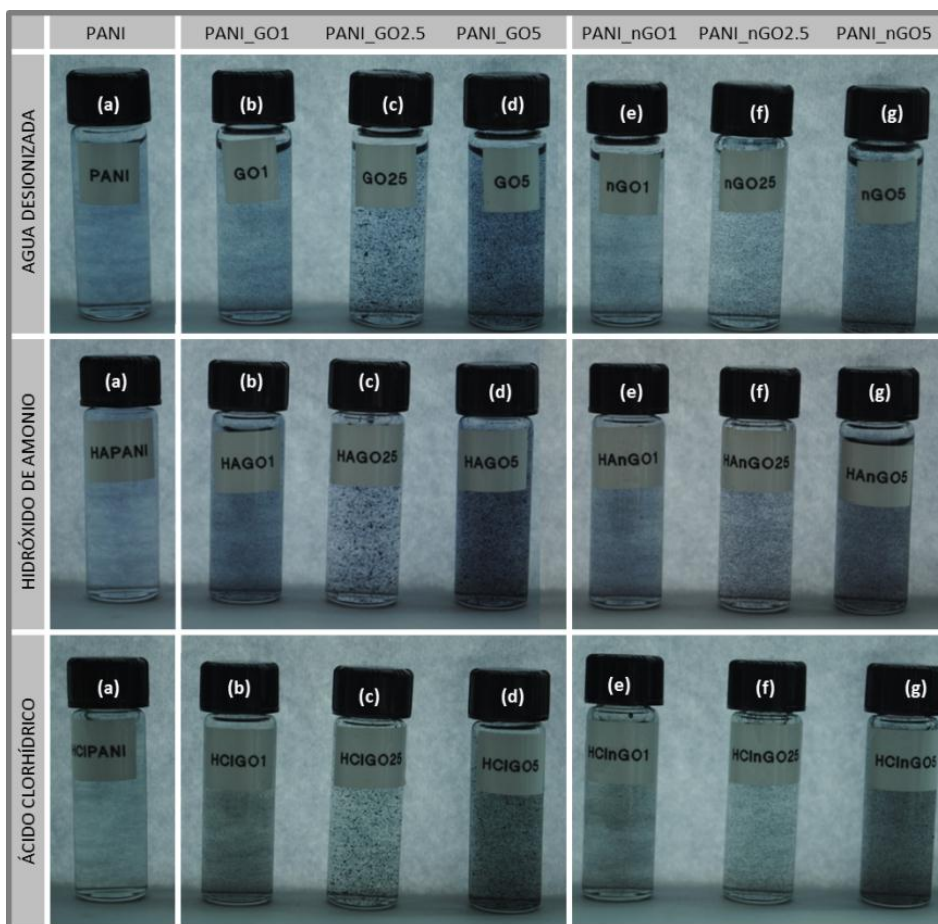 PANI PANI_GO1 PANI_GO2.5 PANI_GO5 PANI_nGO1 PANI_nGO2.5 PANI_nGO5
AGUA DESIONIZADA
(a) (b) (c) (d) (e) (f) (g)
PANI GO1 GO25 GO5 nGO1 nGO25 nGO5
HIDRÓXIDO DE AMONIO
(a) (b) (c) (d) (e) (f) (g)
HAPANI HAGO1 HAGO25 HAGO5 HAnGO1 HAnGO25 HAnGO5
ÁCIDO CLORHÍDRICO
(a) (b) (c) (d) (e) (f) (g)
HClPANI HClGO1 HClGO25 HClGO5 HClnGO1 HClnGO25 HClnGO5